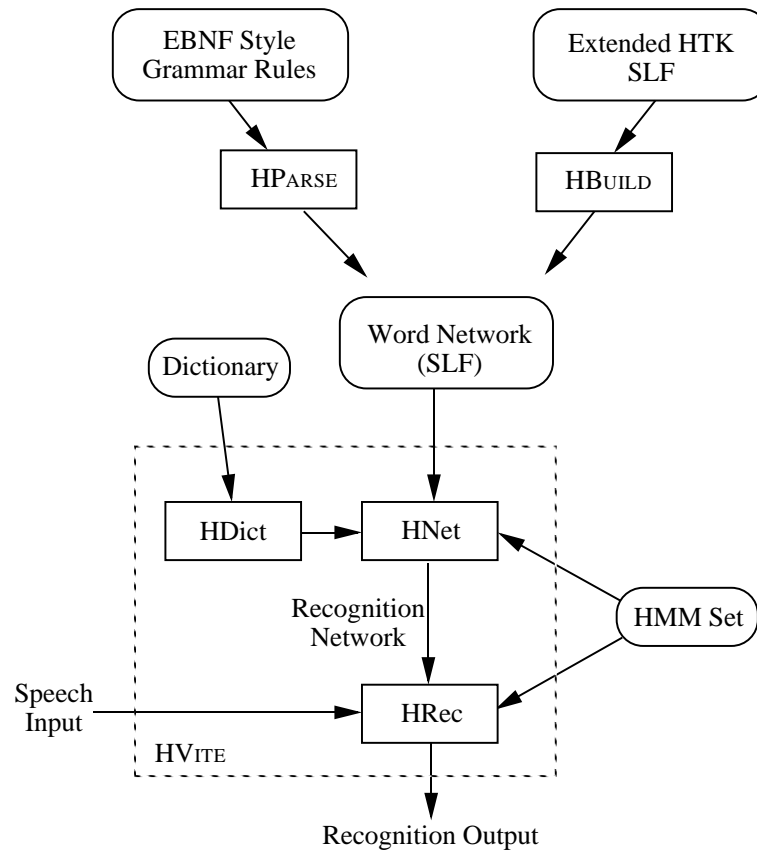 EBNF Style
Grammar Rules
Extended HTK
SLF
HPARSE
HBUILD
Word Network
(SLF)
Dictionary
HDict
HNet
Recognition
Network
HMM Set
Speech
Input
HRec
HVITE
Recognition Output